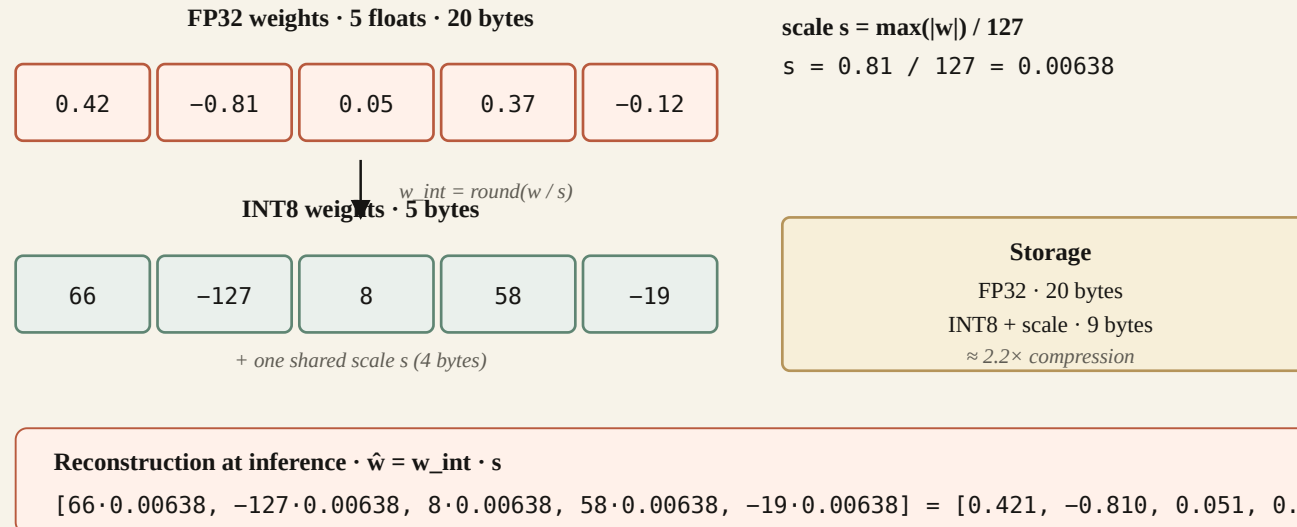 FP32 weights · 5 floats · 20 bytes
0.42 −0.81 0.05 0.37 −0.12
scale s = max(|w|) / 127
s = 0.81 / 127 = 0.00638
w_int = round(w / s)
INT8 weights · 5 bytes
66 −127 8 58 −19
+ one shared scale s (4 bytes)
Storage
FP32 · 20 bytes
INT8 + scale · 9 bytes
≈ 2.2× compression
Reconstruction at inference · ŵ = w_int · s
[66·0.00638, −127·0.00638, 8·0.00638, 58·0.00638, −19·0.00638] = [0.421, −0.810, 0.051, 0.